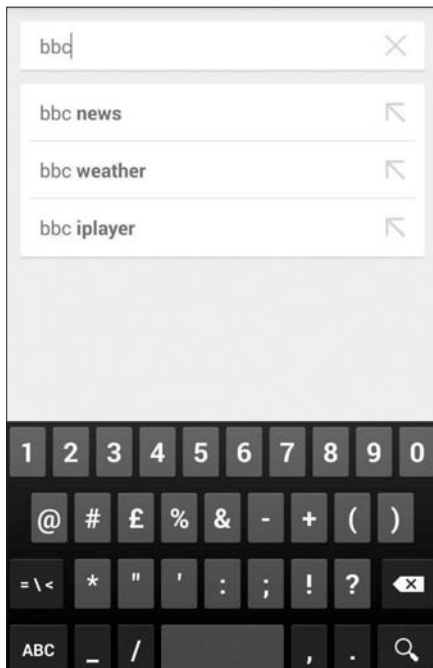 bbc
bbc news
bbc weather
bbc iplayer
1 2 3 4 5 6 7 8 9 0
@ # £ % & - + ( )
= \ < * " ' : ; ! ?
ABC _ / , .